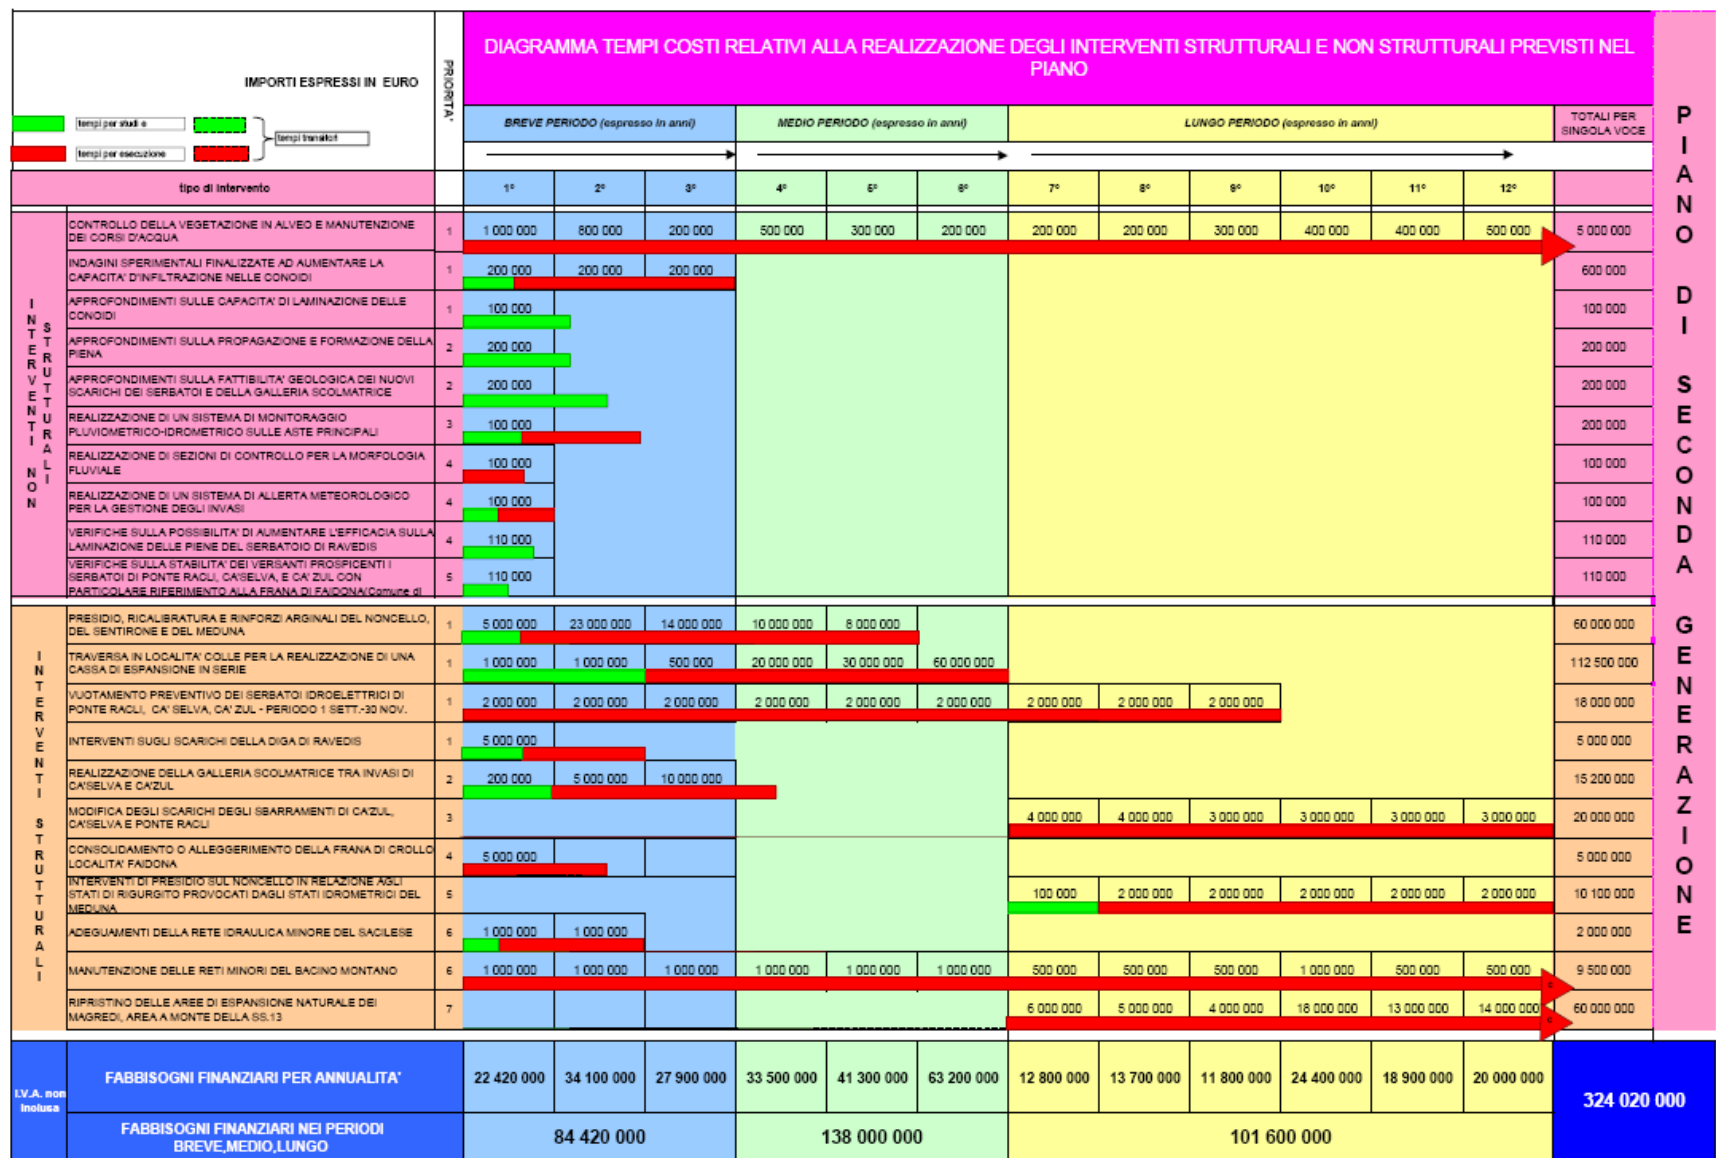 DIAGRAMMA TEMPI COSTI RELATIVI ALLA REALIZZAZIONE DEGLI INTERVENTI STRUTTURALI E NON STRUTTURALI PREVISTI NEL
PIANO
IMPORTI ESPRESSI IN EURO
PRIORITA'
tempi per studi e
tempi per esecuzione
tempi transitori
BREVE PERIODO (espresso in anni)
MEDIO PERIODO (espresso in anni)
LUNGO PERIODO (espresso in anni)
TOTALI PER
SINGOLA VOCE
tipo di intervento
1° 2° 3° 4° 5° 6° 7° 8° 9° 10° 11° 12°
INTERVENTI NON
STRUTTURALI
CONTROLLO DELLA VEGETAZIONE IN ALVEO E MANUTENZIONE
DEI CORSI D'ACQUA
1 1 000 000 800 000 200 000 500 000 300 000 200 000 200 000 200 000 300 000 400 000 400 000 500 000 5 000 000
INDAGINI SPERIMENTALI FINALIZZATE AD AUMENTARE LA
CAPACITA' D'INFILTRAZIONE NELLE CONOIDI
1 200 000 200 000 200 000 600 000
APPROFONDIMENTI SULLE CAPACITA' DI LAMINAZIONE DELLE
CONOIDI
1 100 000 100 000
APPROFONDIMENTI SULLA PROPAGAZIONE E FORMAZIONE DELLA
PIENA
2 200 000 200 000
APPROFONDIMENTI SULLA FATTIBILITA' GEOLOGICA DEI NUOVI
SCARICHI DEI SERBATOI E DELLA GALLERIA SCOLMATRICE
2 200 000 200 000
REALIZZAZIONE DI UN SISTEMA DI MONITORAGGIO
PLUVIOMETRICO-IDROMETRICO SULLE ASTE PRINCIPALI
3 100 000 200 000
REALIZZAZIONE DI SEZIONI DI CONTROLLO PER LA MORFOLOGIA
FLUVIALE
4 100 000 100 000
REALIZZAZIONE DI UN SISTEMA DI ALLERTA METEOROLOGICO
PER LA GESTIONE DEGLI INVASI
4 100 000 100 000
VERIFICHE SULLA POSSIBILITA' DI AUMENTARE L'EFFICACIA SULLA
LAMINAZIONE DELLE PIENE DEL SERBATOIO DI RAVEDIS
4 110 000 110 000
VERIFICHE SULLA STABILITA' DEI VERSANTI PROSPICENTI I
SERBATOI DI PONTE RACLI, CA'SELVA, E CA' ZUL CON
PARTICOLARE RIFERIMENTO ALLA FRANA DI FAIDONA(Comune di
5 110 000 110 000
INTERVENTI STRUTTURALI
PRESIDIO, RICALIBRATURA E RINFORZI ARGINALI DEL NONCELLO,
DEL SENTIRONE E DEL MEDUNA
1 5 000 000 23 000 000 14 000 000 10 000 000 8 000 000 60 000 000
TRAVERSA IN LOCALITA' COLLE PER LA REALIZZAZIONE DI UNA
CASSA DI ESPANSIONE IN SERIE
1 1 000 000 1 000 000 500 000 20 000 000 30 000 000 60 000 000 112 500 000
VUOTAMENTO PREVENTIVO DEI SERBATOI IDROELETTRICI DI
PONTE RACLI, CA' SELVA, CA' ZUL - PERIODO 1 SETT.-30 NOV.
1 2 000 000 2 000 000 2 000 000 2 000 000 2 000 000 2 000 000 2 000 000 2 000 000 2 000 000 18 000 000
INTERVENTI SUGLI SCARICHI DELLA DIGA DI RAVEDIS
1 5 000 000 5 000 000
REALIZZAZIONE DELLA GALLERIA SCOLMATRICE TRA INVASI DI
CA'SELVA E CA'ZUL
2 200 000 5 000 000 10 000 000 15 200 000
MODIFICA DEGLI SCARICHI DEGLI SBARRAMENTI DI CA'ZUL,
CA'SELVA E PONTE RACLI
3 4 000 000 4 000 000 3 000 000 3 000 000 3 000 000 3 000 000 20 000 000
CONSOLIDAMENTO O ALLEGGERIMENTO DELLA FRANA DI CROLLO
LOCALITA' FAIDONA
4 5 000 000 5 000 000
INTERVENTI DI PRESIDIO SUL NONCELLO IN RELAZIONE AGLI
STATI DI RIGURGITO PROVOCATI DAGLI STATI IDROMETRICI DEL
MEDUNA
5 100 000 2 000 000 2 000 000 2 000 000 2 000 000 2 000 000 10 100 000
ADEGUAMENTI DELLA RETE IDRAULICA MINORE DEL SACILESE
6 1 000 000 1 000 000 2 000 000
MANUTENZIONE DELLE RETI MINORI DEL BACINO MONTANO
6 1 000 000 1 000 000 1 000 000 1 000 000 1 000 000 1 000 000 500 000 500 000 500 000 1 000 000 500 000 500 000 9 500 000
RIPRISTINO DELLE AREE DI ESPANSIONE NATURALE DEI
MAGREDI, AREA A MONTE DELLA SS.13
7 6 000 000 5 000 000 4 000 000 18 000 000 13 000 000 14 000 000 60 000 000
I.V.A. non
inclusa
FABBISOGNI FINANZIARI PER ANNUALITA'
22 420 000 34 100 000 27 900 000 33 500 000 41 300 000 63 200 000 12 800 000 13 700 000 11 800 000 24 400 000 18 900 000 20 000 000
324 020 000
FABBISOGNI FINANZIARI NEI PERIODI
BREVE,MEDIO,LUNGO
84 420 000 138 000 000 101 600 000
PIANO DI SECONDA GENERAZIONE